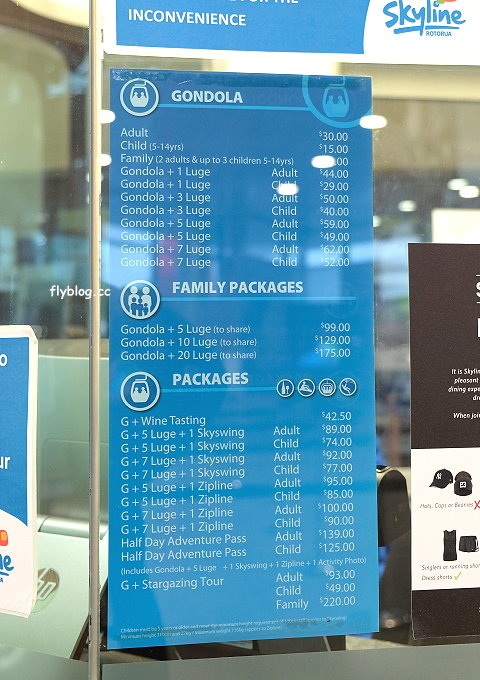 INCONVENIENCE
Skyline
ROTORUA
GONDOLA
Adult $30.00
Child (5-14yrs) $15.00
Family (2 adults & up to 3 children 5-14yrs) .00
Gondola + 1 Luge Adult $44.00
Gondola + 1 Luge Child $29.00
Gondola + 3 Luge Adult $50.00
Gondola + 3 Luge Child $40.00
Gondola + 5 Luge Adult $59.00
Gondola + 5 Luge Child $49.00
Gondola + 7 Luge Adult $62.00
Gondola + 7 Luge Child $52.00
flyblog.cc
FAMILY PACKAGES
Gondola + 5 Luge (to share) $99.00
Gondola + 10 Luge (to share) $129.00
Gondola + 20 Luge (to share) $175.00
PACKAGES
G + Wine Tasting $42.50
G + 5 Luge + 1 Skyswing Adult $89.00
G + 5 Luge + 1 Skyswing Child $74.00
G + 7 Luge + 1 Skyswing Adult $92.00
G + 7 Luge + 1 Skyswing Child $77.00
G + 5 Luge + 1 Zipline Adult $95.00
G + 5 Luge + 1 Zipline Child $85.00
G + 7 Luge + 1 Zipline Adult $100.00
G + 7 Luge + 1 Zipline Child $90.00
Half Day Adventure Pass Adult $139.00
Half Day Adventure Pass Child $125.00
(Includes Gondola + 5 Luge + 1 Skyswing + 1 Zipline + 1 Activity Photo)
G + Stargazing Tour Adult $93.00
Child $49.00
Family $220.00
It is Skyline
pleasant
dining expe
When join
Hats, Caps or Beanies
Singlets or running shor
Dress shorts
hp